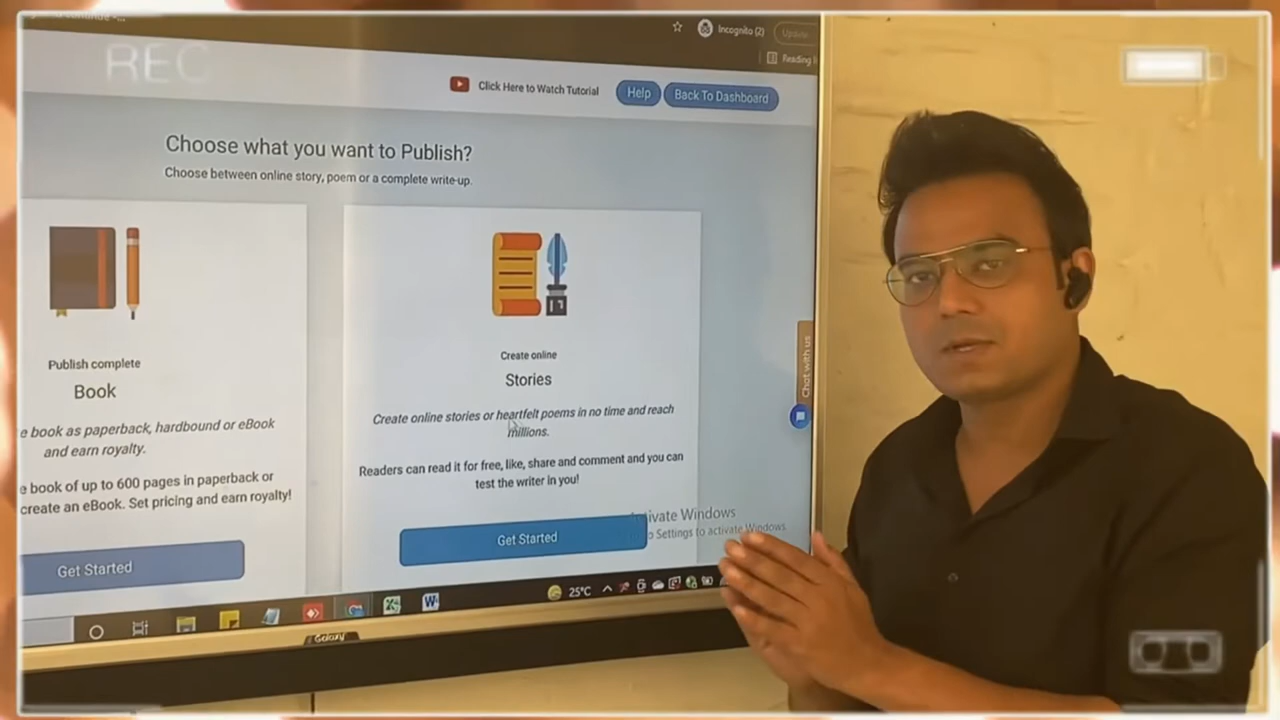 REC
Incognito (2)
Update
Reading
Click Here to Watch Tutorial
Help
Back To Dashboard
Choose what you want to Publish?
Choose between online story, poem or a complete write-up.
Publish complete
Book
book as paperback, hardbound or eBook
and earn royalty.
book of up to 600 pages in paperback or
create an eBook. Set pricing and earn royalty!
Get Started
Create online
Stories
Create online stories or heartfelt poems in no time and reach
millions.
Readers can read it for free, like, share and comment and you can
test the writer in you!
Get Started
Chat with us
Windows
Settings to activate Windows.
25°C
Galaxy